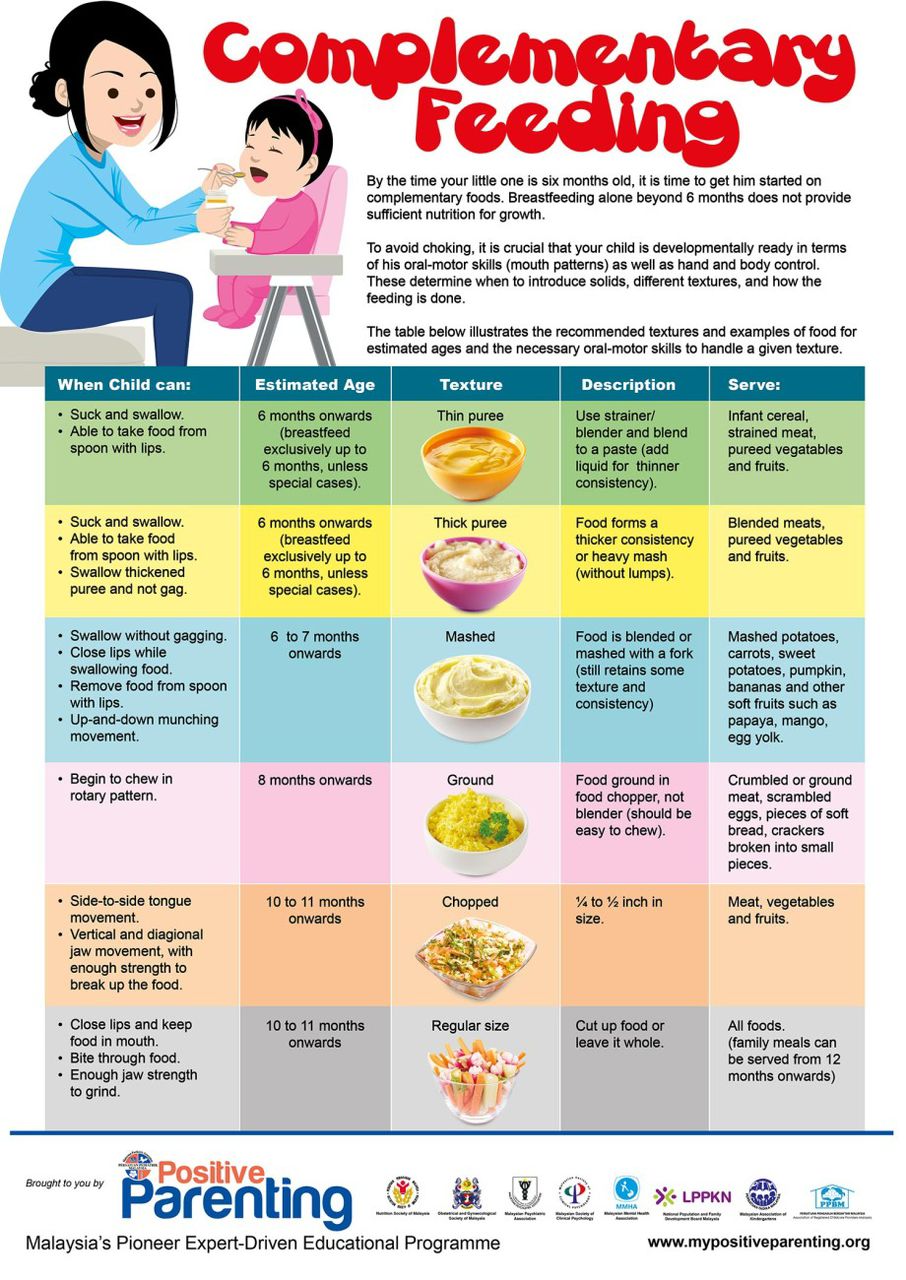 Complementary
Feeding
By the time your little one is six months old, it is time to get him started on
complementary foods. Breastfeeding alone beyond 6 months does not provide
sufficient nutrition for growth.
To avoid choking, it is crucial that your child is developmentally ready in terms
of his oral-motor skills (mouth patterns) as well as hand and body control.
These determine when to introduce solids, different textures, and how the
feeding is done.
The table below illustrates the recommended textures and examples of food for
estimated ages and the necessary oral-motor skills to handle a given texture.
When Child can:
Estimated Age
Texture
Description
Serve:
• Suck and swallow.
• Able to take food from
spoon with lips.
6 months onwards
(breastfeed
exclusively up to
6 months, unless
special cases).
Thin puree
Use strainer/
blender and blend
to a paste (add
liquid for thinner
consistency).
Infant cereal,
strained meat,
pureed vegatables
and fruits.
• Suck and swallow.
• Able to take food
from spoon with lips.
• Swallow thickened
puree and not gag.
6 months onwards
(breastfeed
exclusively up to
6 months, unless
special cases).
Thick puree
Food forms a
thicker consistency
or heavy mash
(without lumps).
Blended meats,
pureed vegetables
and fruits.
• Swallow without gagging.
• Close lips while
swallowing food.
• Remove food from spoon
with lips.
• Up-and-down munching
movement.
6 to 7 months
onwards
Mashed
Food is blended or
mashed with a fork
(still retains some
texture and
consistency)
Mashed potatoes,
carrots, sweet
potatoes, pumpkin,
bananas and other
soft fruits such as
papaya, mango,
egg yolk.
• Begin to chew in
rotary pattern.
8 months onwards
Ground
Food ground in
food chopper, not
blender (should be
easy to chew).
Crumbled or ground
meat, scrambled
eggs, pieces of soft
bread, crackers
broken into small
pieces.
• Side-to-side tongue
movement.
• Vertical and diagional
jaw movement, with
enough strength to
break up the food.
10 to 11 months
onwards
Chopped
¼ to ½ inch in
size.
Meat, vegetables
and fruits.
• Close lips and keep
food in mouth.
• Bite through food.
• Enough jaw strength
to grind.
10 to 11 months
onwards
Regular size
Cut up food or
leave it whole.
All foods.
(family meals can
be served from 12
months onwards)
Brought to you by
Positive
Parenting
Nutrition Society of Malaysia
Obstetrical and Gynaecological
Society of Malaysia
Malaysian Psychiatric
Association
Malaysian Society of
Clinical Psychology
MMHA
Malaysian Mental Health
Association
LPPKN
National Population and Family
Development Board Malaysia
Malaysian Association of
Kindergartens
PPBM
Malaysia's Pioneer Expert-Driven Educational Programme
www.mypositiveparenting.org